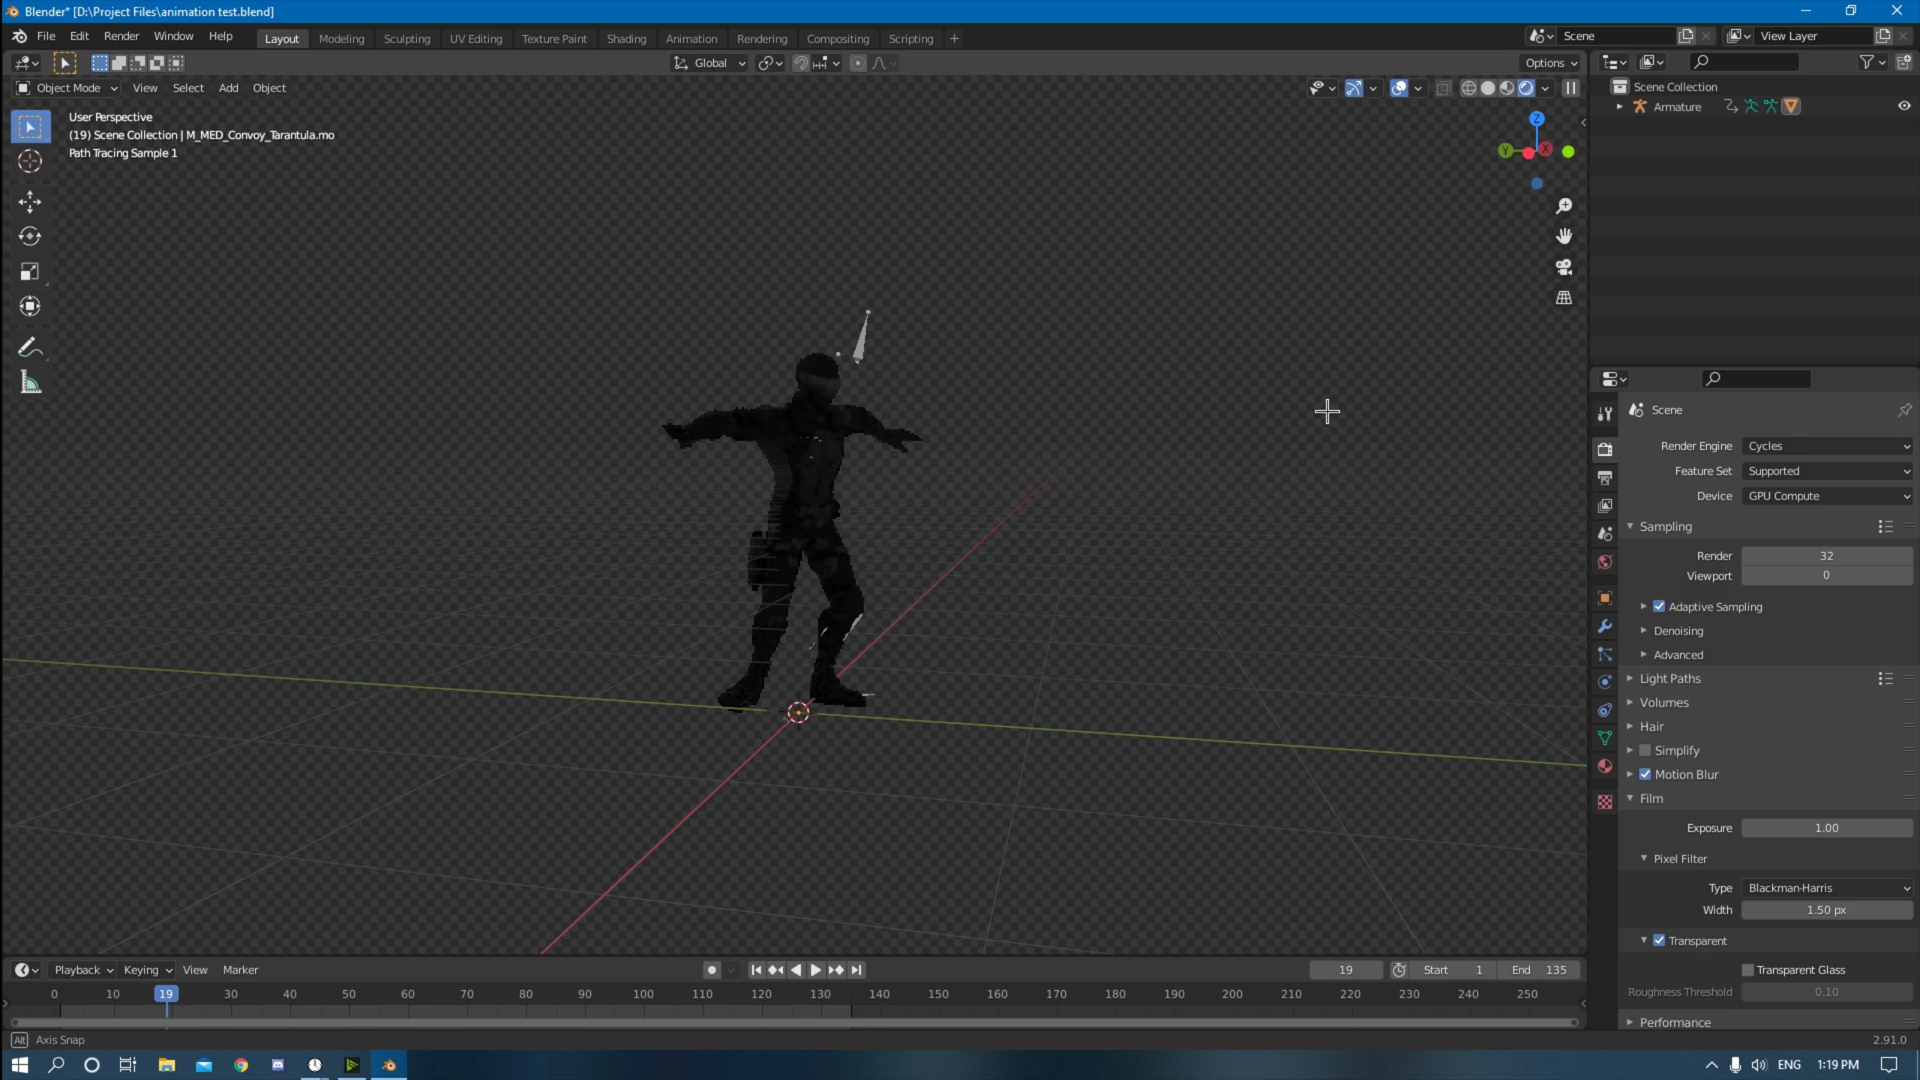 Blender* [D:\Project Files\animation test.blend]
File Edit Render Window Help Layout Modeling Sculpting UV Editing Texture Paint Shading Animation Rendering Compositing Scripting + Scene View Layer
Global Options
Object Mode View Select Add Object
User Perspective
(19) Scene Collection | M_MED_Convoy_Tarantula.mo
Path Tracing Sample 1
Z
Y X
Scene Collection
Armature
Scene
Render Engine Cycles
Feature Set Supported
Device GPU Compute
Sampling
Render 32
Viewport 0
Adaptive Sampling
Denoising
Advanced
Light Paths
Volumes
Hair
Simplify
Motion Blur
Film
Exposure 1.00
Pixel Filter
Type Blackman-Harris
Width 1.50 px
Transparent
Transparent Glass
Roughness Threshold 0.10
Performance
Playback Keying View Marker 19 Start 1 End 135
0 10 19 30 40 50 60 70 80 90 100 110 120 130 140 150 160 170 180 190 200 210 220 230 240 250
Alt Axis Snap 2.91.0
ENG 1:19 PM